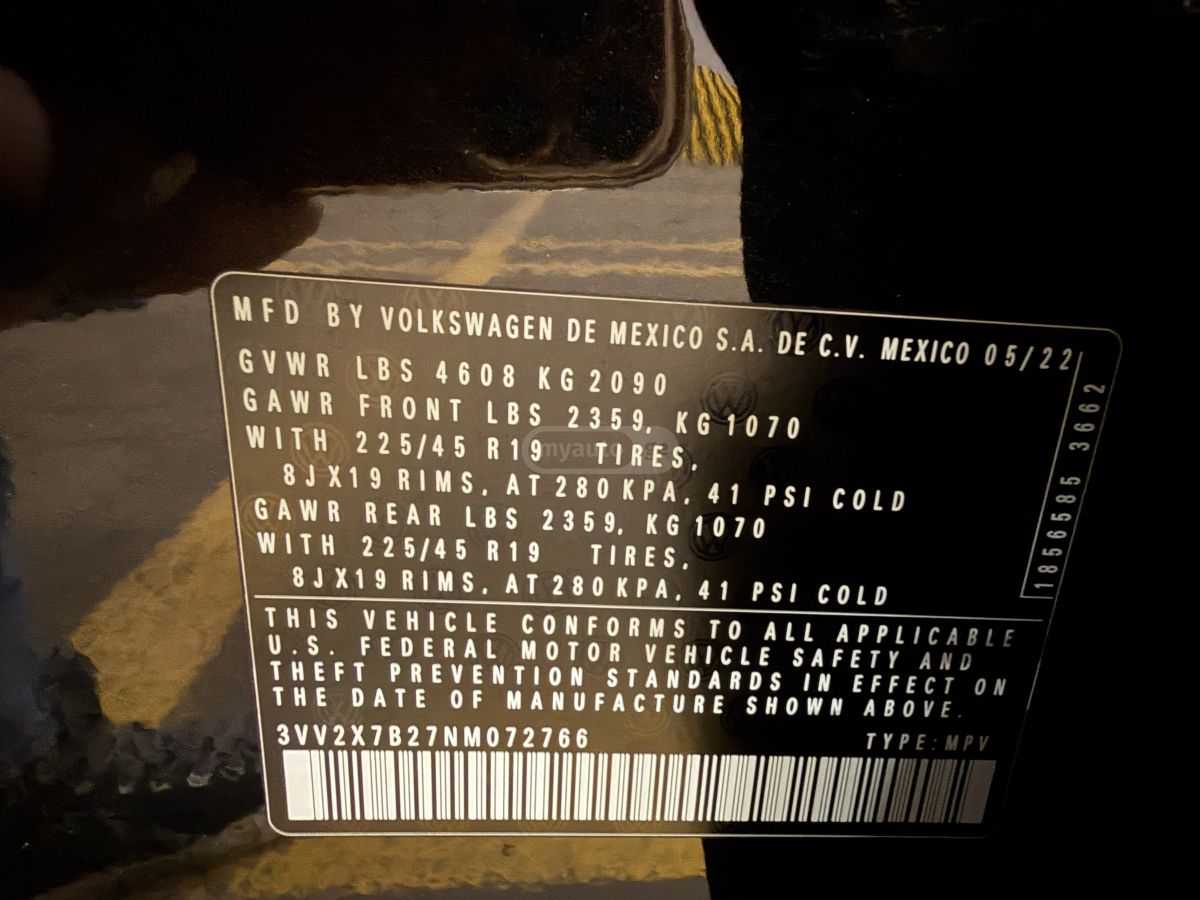 MFD BY VOLKSWAGEN DE MEXICO S.A. DE C.V. MEXICO 05/22
GVWR LBS 4608 KG 2090
GAWR FRONT LBS 2359, KG 1070
WITH 225/45 R19 TIRES,
8JX19 RIMS, AT 280 KPA, 41 PSI COLD
GAWR REAR LBS 2359, KG 1070
WITH 225/45 R19 TIRES,
8JX19 RIMS, AT 280 KPA, 41 PSI COLD
1856585 3662
THIS VEHICLE CONFORMS TO ALL APPLICABLE
U.S. FEDERAL MOTOR VEHICLE SAFETY AND
THEFT PREVENTION STANDARDS IN EFFECT ON
THE DATE OF MANUFACTURE SHOWN ABOVE.
3VV2X7B27NM072766 TYPE: MPV
myauto.ge